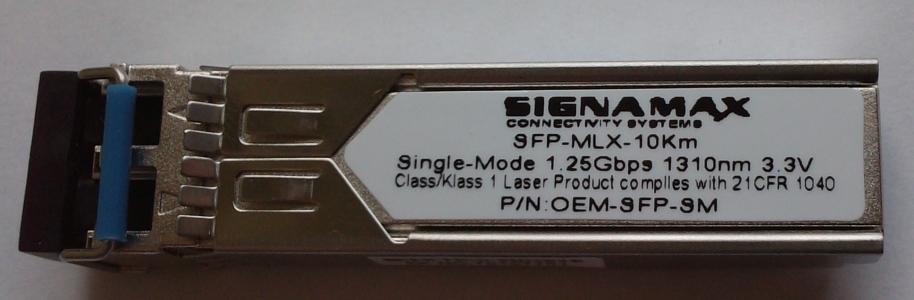 SIGNAMAX
CONNECTIVITY SYSTEMS
SFP-MLX-10Km
Single-Mode 1.25Gbps 1310nm 3.3V
Class/Klass 1 Laser Product complies with 21CFR 1040
P/N:OEM-SFP-SM